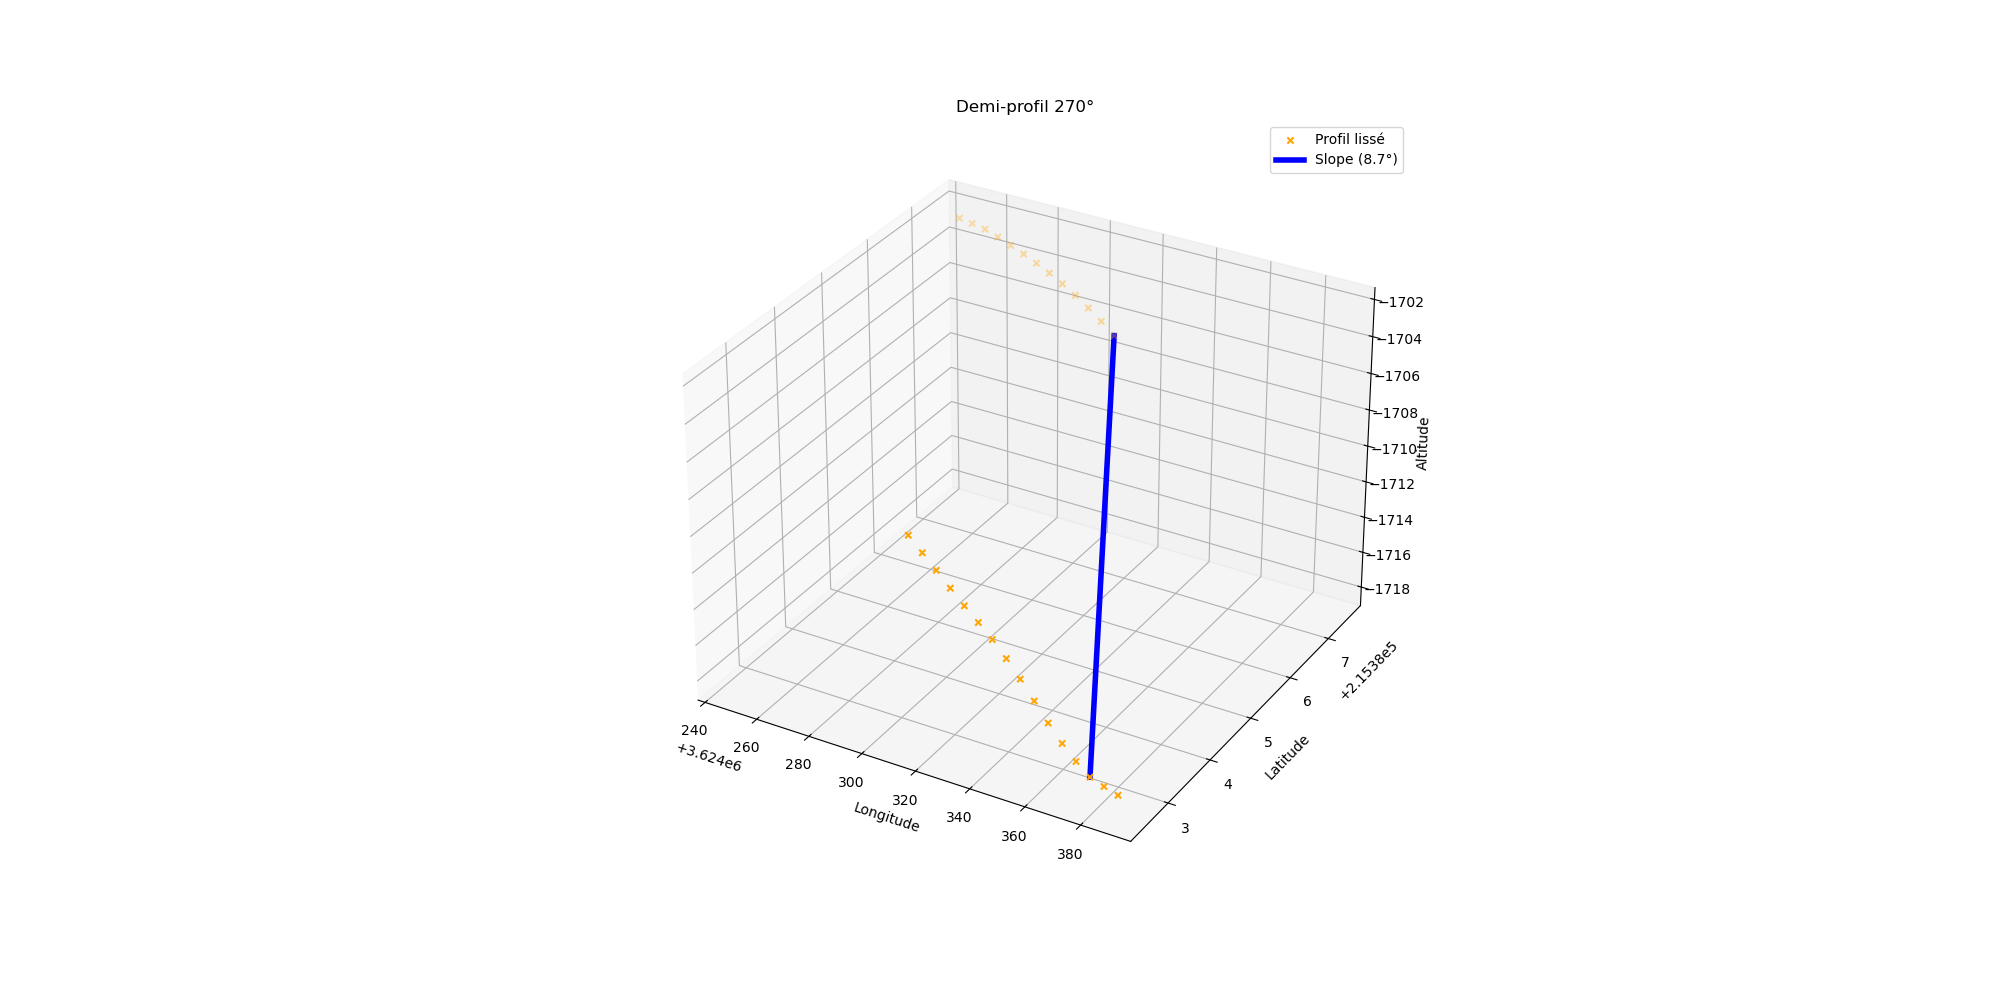 Demi-profil 270°
Profil lissé
Slope (8.7°)
−1702
−1704
−1706
−1708
−1710
−1712
−1714
−1716
−1718
Altitude
7
6
5
4
3
+2.1538e5
Latitude
240
260
280
300
320
340
360
380
+3.624e6
Longitude